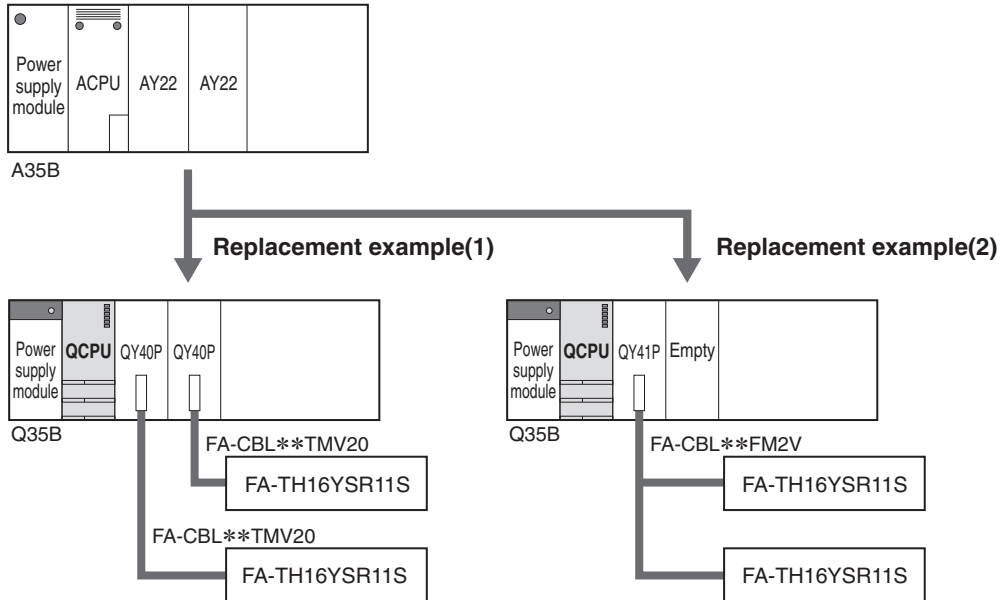 Power supply module
ACPU
AY22
AY22
A35B
Replacement example(1)
Replacement example(2)
Power supply module
QCPU
QY40P
QY40P
Q35B
FA-CBL**TMV20
FA-TH16YSR11S
FA-CBL**TMV20
FA-TH16YSR11S
Power supply module
QCPU
QY41P
Empty
Q35B
FA-CBL**FM2V
FA-TH16YSR11S
FA-TH16YSR11S